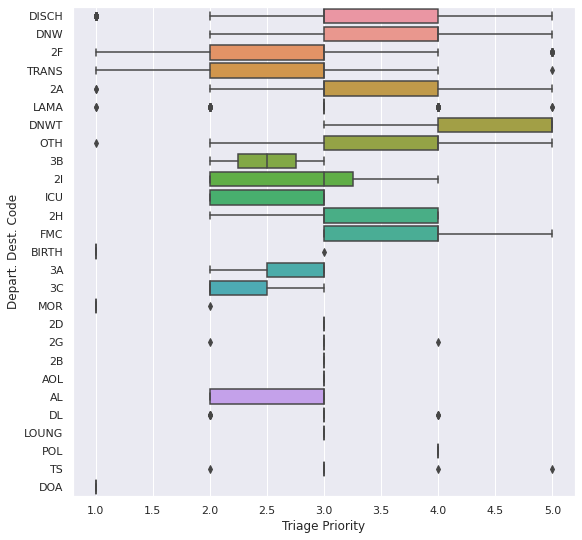 DISCH
DNW
2F
TRANS
2A
LAMA
DNWT
OTH
3B
2I
ICU
2H
FMC
BIRTH
3A
3C
MOR
2D
2G
2B
AOL
AL
DL
LOUNG
POL
TS
DOA
Depart. Dest. Code
1.0 1.5 2.0 2.5 3.0 3.5 4.0 4.5 5.0
Triage Priority